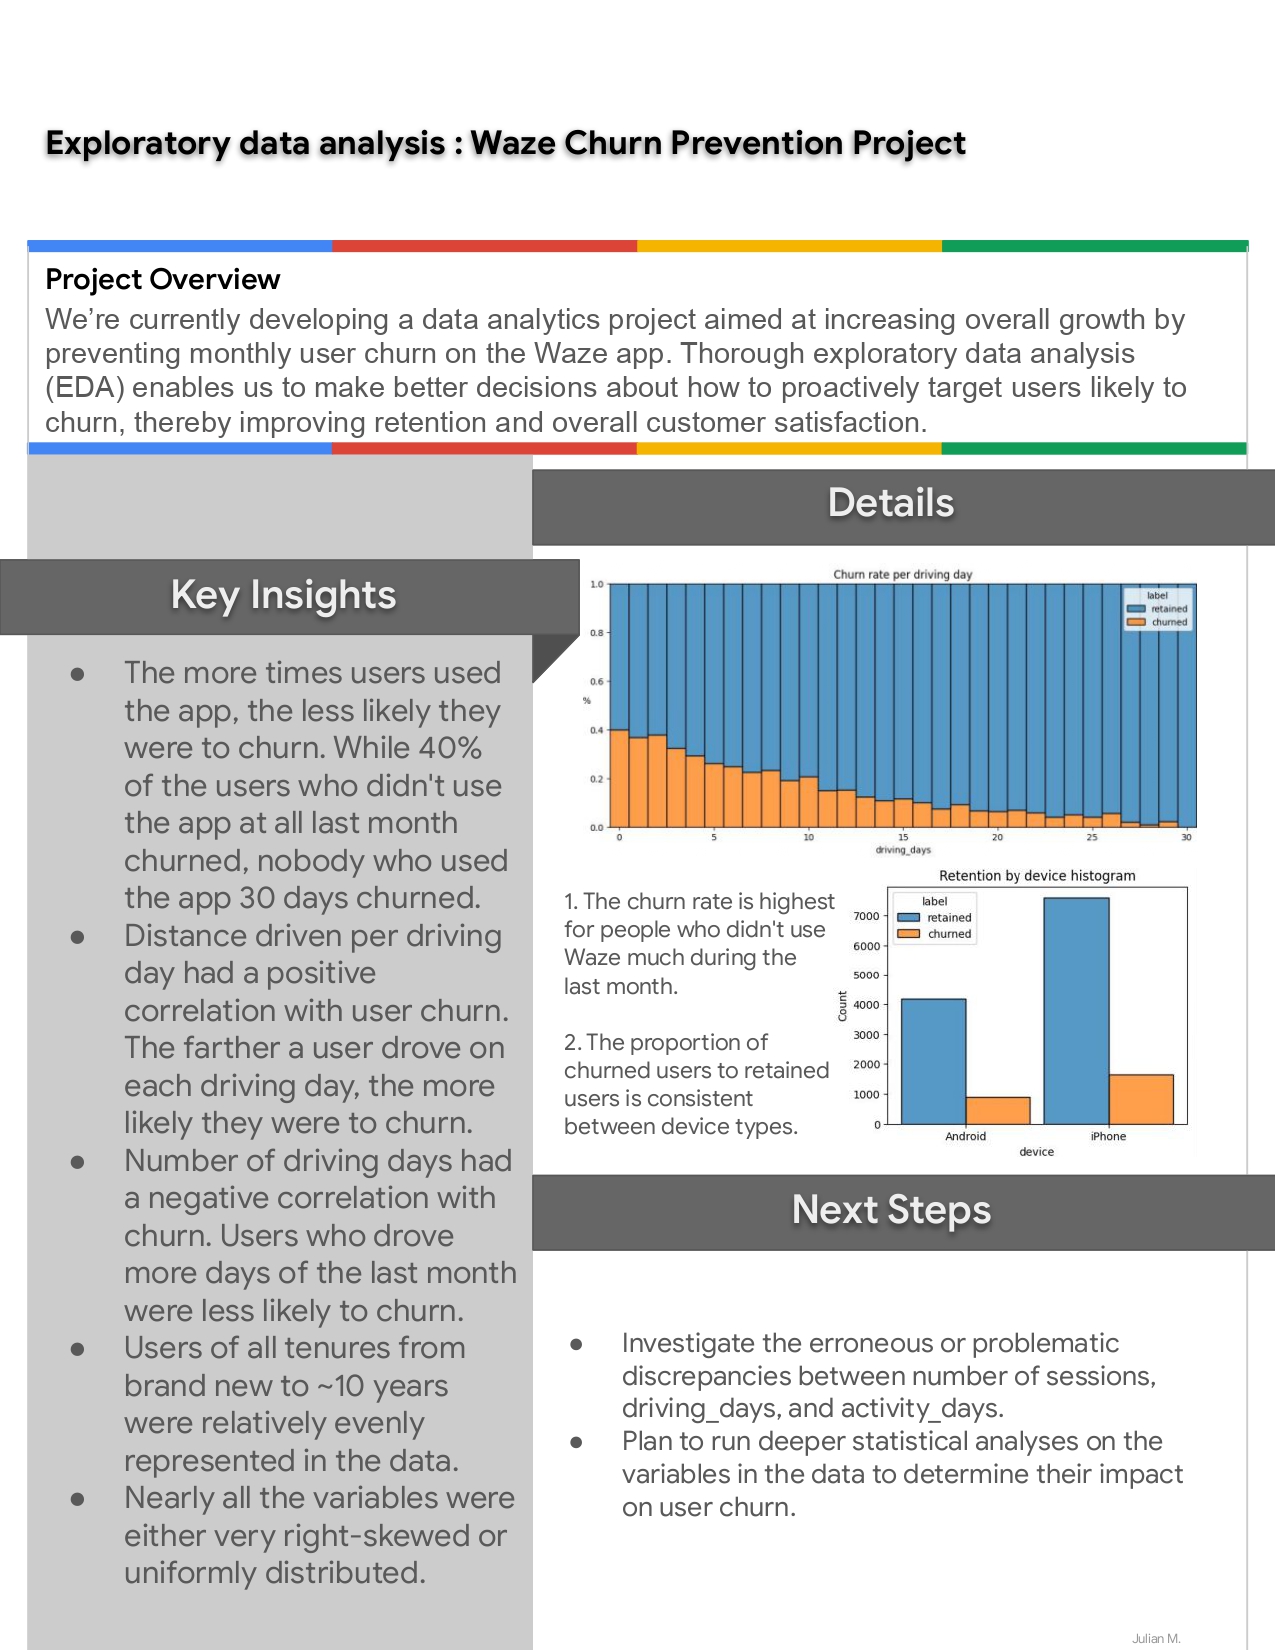 Exploratory data analysis : Waze Churn Prevention Project
Project Overview
We’re currently developing a data analytics project aimed at increasing overall growth by
preventing monthly user churn on the Waze app. Thorough exploratory data analysis
(EDA) enables us to make better decisions about how to proactively target users likely to
churn, thereby improving retention and overall customer satisfaction.
Key Insights
● The more times users used
the app, the less likely they
were to churn. While 40%
of the users who didn't use
the app at all last month
churned, nobody who used
the app 30 days churned.
● Distance driven per driving
day had a positive
correlation with user churn.
The farther a user drove on
each driving day, the more
likely they were to churn.
● Number of driving days had
a negative correlation with
churn. Users who drove
more days of the last month
were less likely to churn.
● Users of all tenures from
brand new to ~10 years
were relatively evenly
represented in the data.
● Nearly all the variables were
either very right-skewed or
uniformly distributed.
Details
Churn rate per driving day
label
retained
churned
1.0
0.8
0.6
%
0.4
0.2
0.0
0 5 10 15 20 25 30
driving_days
1. The churn rate is highest
for people who didn't use
Waze much during the
last month.
2. The proportion of
churned users to retained
users is consistent
between device types.
Retention by device histogram
label
retained
churned
7000
6000
5000
4000
3000
2000
1000
0
Count
Android iPhone
device
Next Steps
● Investigate the erroneous or problematic
discrepancies between number of sessions,
driving_days, and activity_days.
● Plan to run deeper statistical analyses on the
variables in the data to determine their impact
on user churn.
Julian M.